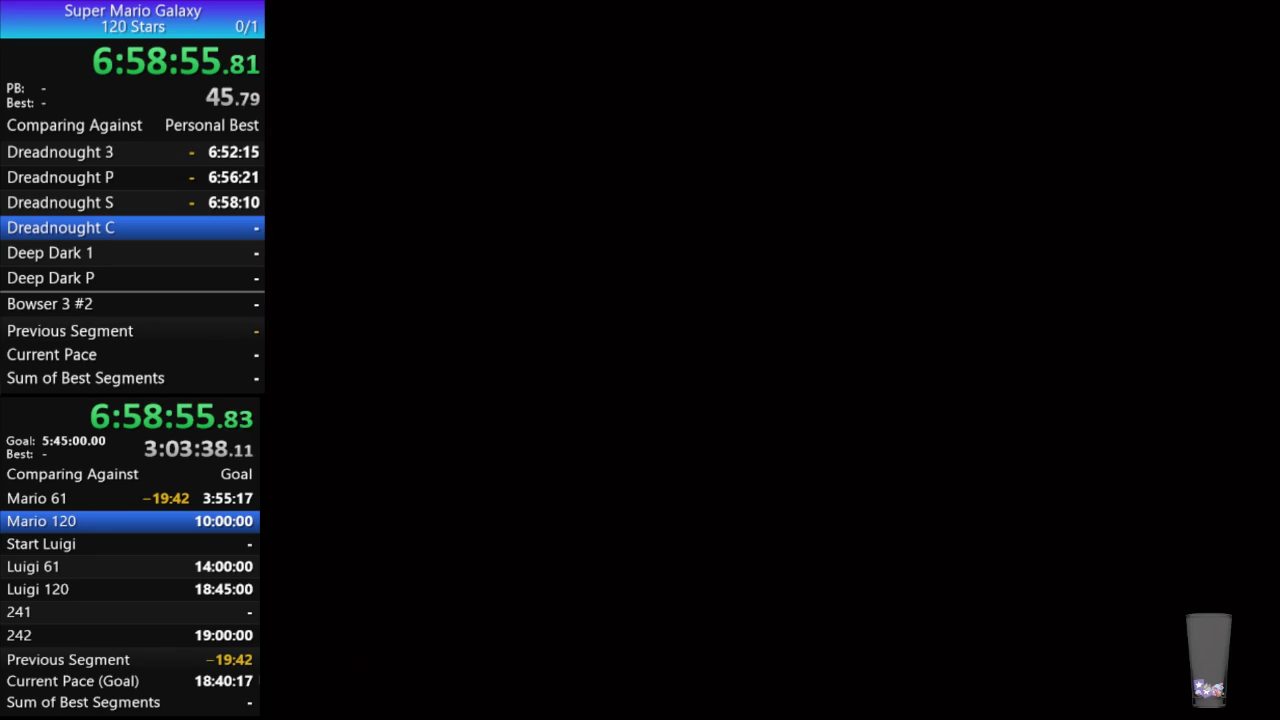 Super Mario Galaxy
120 Stars 0/1
6:58:55.81
PB: -
Best: -
45.79
Comparing Against Personal Best
Dreadnought 3 - 6:52:15
Dreadnought P - 6:56:21
Dreadnought S - 6:58:10
Dreadnought C -
Deep Dark 1 -
Deep Dark P -
Bowser 3 #2 -
Previous Segment -
Current Pace -
Sum of Best Segments -
6:58:55.83
Goal: 5:45:00.00
Best: -
3:03:38.11
Comparing Against Goal
Mario 61 −19:42 3:55:17
Mario 120 10:00:00
Start Luigi -
Luigi 61 14:00:00
Luigi 120 18:45:00
241 -
242 19:00:00
Previous Segment −19:42
Current Pace (Goal) 18:40:17
Sum of Best Segments -